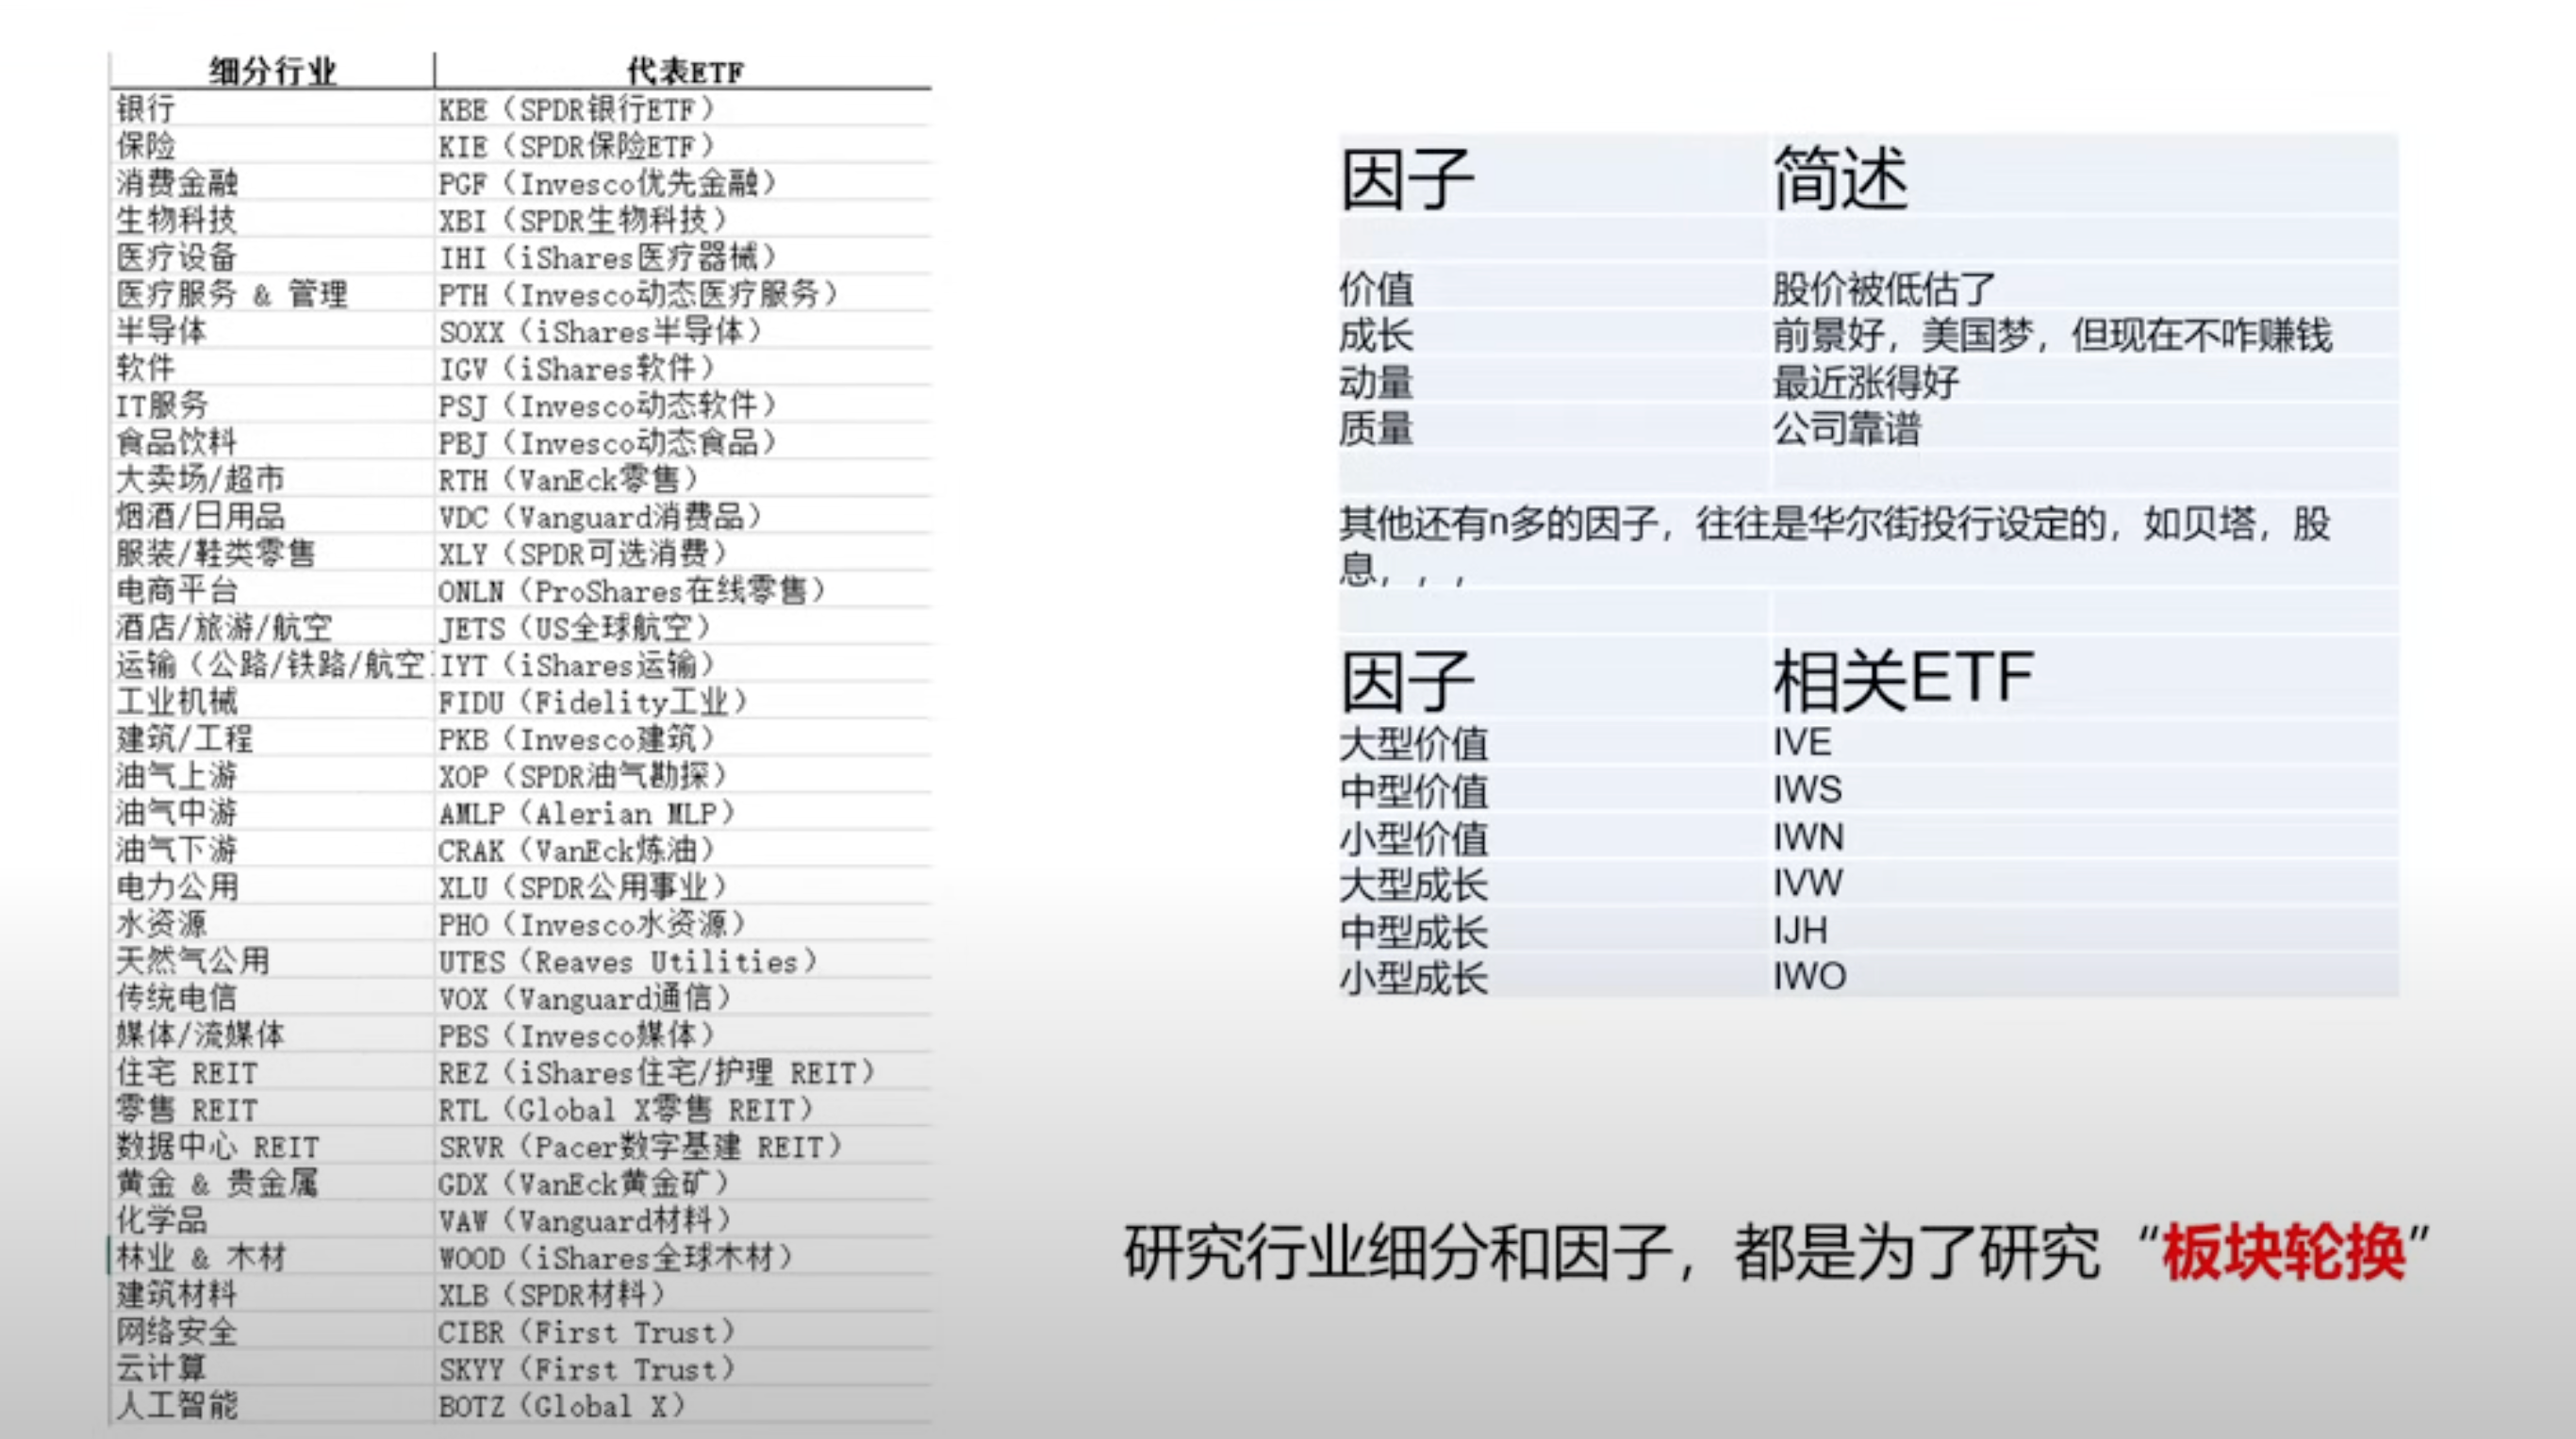 细分行业 代表ETF
银行 KBE（SPDR银行ETF）
保险 KIE（SPDR保险ETF）
消费金融 PGF（Invesco优先金融）
生物科技 XBI（SPDR生物科技）
医疗设备 IHI（iShares医疗器械）
医疗服务 & 管理 PTH（Invesco动态医疗服务）
半导体 SOXX（iShares半导体）
软件 IGV（iShares软件）
IT服务 PSJ（Invesco动态软件）
食品饮料 PBJ（Invesco动态食品）
大卖场/超市 RTH（VanEck零售）
烟酒/日用品 VDC（Vanguard消费品）
服装/鞋类零售 XLY（SPDR可选消费）
电商平台 ONLN（ProShares在线零售）
酒店/旅游/航空 JETS（US全球航空）
运输（公路/铁路/航空） IYT（iShares运输）
工业机械 FIDU（Fidelity工业）
建筑/工程 PKB（Invesco建筑）
油气上游 XOP（SPDR油气勘探）
油气中游 AMLP（Alerian MLP）
油气下游 CRAK（VanEck炼油）
电力公用 XLU（SPDR公用事业）
水资源 PHO（Invesco水资源）
天然气公用 UTES（Reaves Utilities）
传统电信 VOX（Vanguard通信）
媒体/流媒体 PBS（Invesco媒体）
住宅 REIT REZ（iShares住宅/护理 REIT）
零售 REIT RTL（Global X零售 REIT）
数据中心 REIT SRVR（Pacer数字基建 REIT）
黄金 & 贵金属 GDX（VanEck黄金矿）
化学品 VAW（Vanguard材料）
林业 & 木材 WOOD（iShares全球木材）
建筑材料 XLB（SPDR材料）
网络安全 CIBR（First Trust）
云计算 SKYY（First Trust）
人工智能 BOTZ（Global X）
因子 简述
价值 股价被低估了
成长 前景好，美国梦，但现在不咋赚钱
动量 最近涨得好
质量 公司靠谱
其他还有n多的因子，往往是华尔街投行设定的，如贝塔，股
息，，，
因子 相关ETF
大型价值 IVE
中型价值 IWS
小型价值 IWN
大型成长 IVW
中型成长 IJH
小型成长 IWO
研究行业细分和因子，都是为了研究“板块轮换”